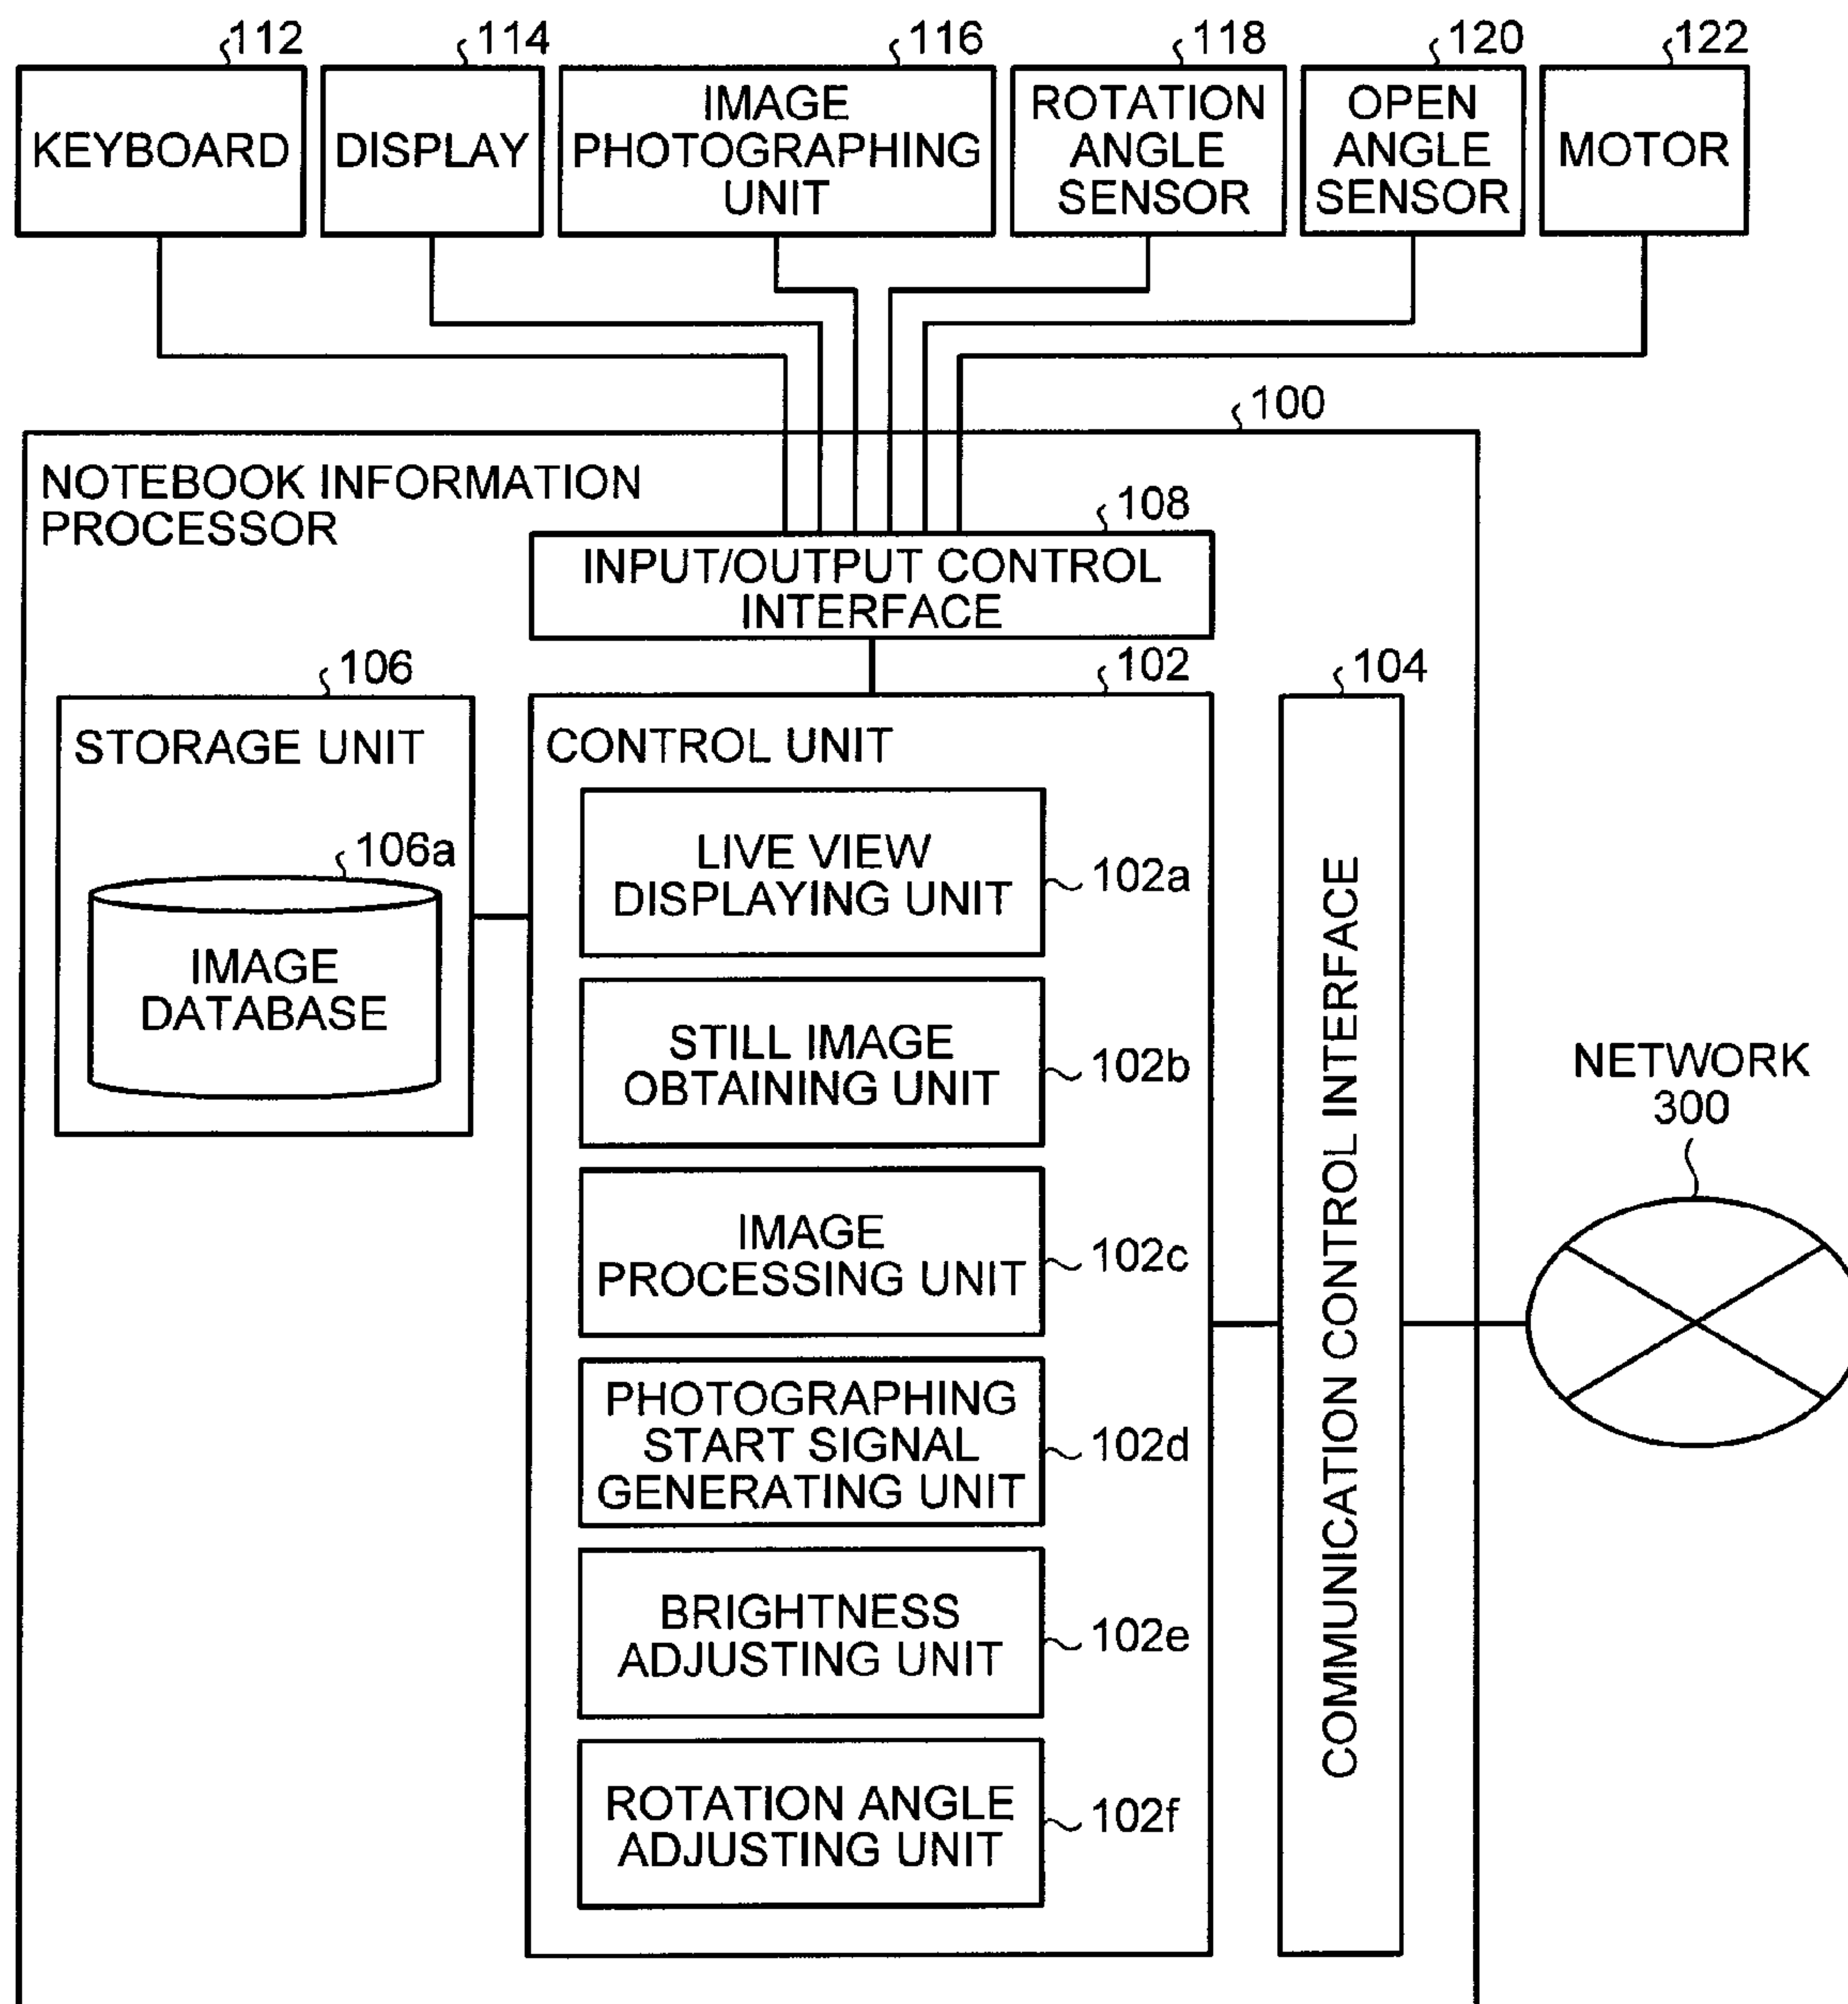 112
114
116
118
120
122
KEYBOARD
DISPLAY
IMAGE
PHOTOGRAPHING
UNIT
ROTATION
ANGLE
SENSOR
OPEN
ANGLE
SENSOR
MOTOR
100
NOTEBOOK INFORMATION
PROCESSOR
108
INPUT/OUTPUT CONTROL
INTERFACE
106
STORAGE UNIT
106a
IMAGE
DATABASE
102
CONTROL UNIT
LIVE VIEW
DISPLAYING UNIT
102a
STILL IMAGE
OBTAINING UNIT
102b
IMAGE
PROCESSING UNIT
102c
PHOTOGRAPHING
START SIGNAL
GENERATING UNIT
102d
BRIGHTNESS
ADJUSTING UNIT
102e
ROTATION ANGLE
ADJUSTING UNIT
102f
104
COMMUNICATION CONTROL INTERFACE
NETWORK
300